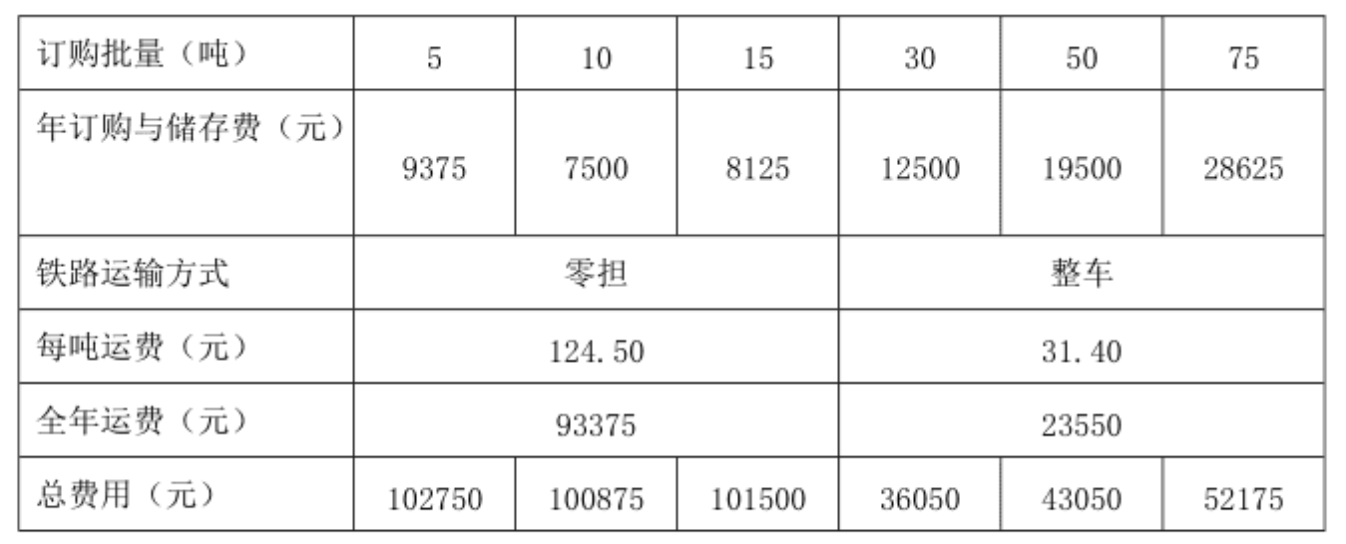 订购批量（吨） 5 10 15 30 50 75
年订购与储存费（元） 9375 7500 8125 12500 19500 28625
铁路运输方式 零担 整车
每吨运费（元） 124.50 31.40
全年运费（元） 93375 23550
总费用（元） 102750 100875 101500 36050 43050 52175